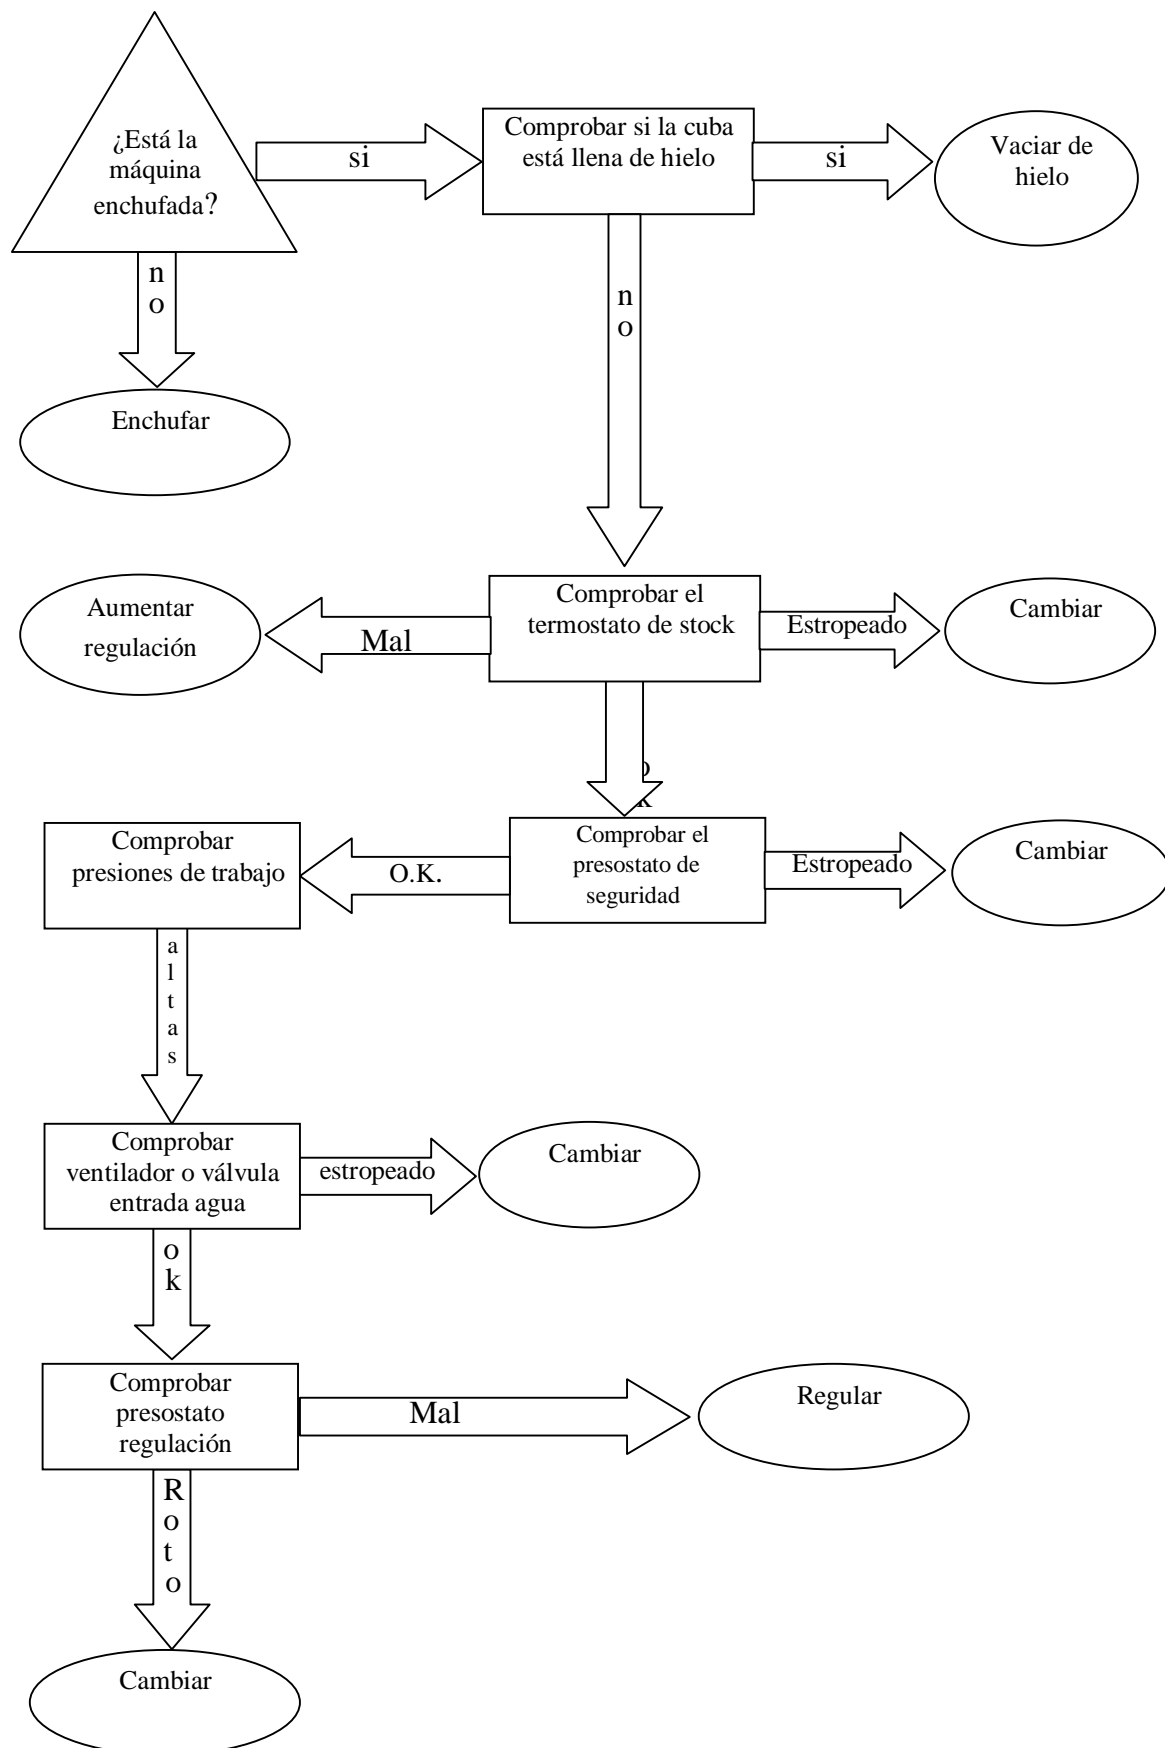 ¿Está la
máquina
enchufada?
si
Comprobar si la cuba
está llena de hielo
si
Vaciar de
hielo
n
o
n
o
Enchufar
Aumentar
regulación
Mal
Comprobar el
termostato de stock
Estropeado
Cambiar
Comprobar
presiones de trabajo
O.K.
Comprobar el
presostato de
seguridad
Estropeado
Cambiar
a
l
t
a
s
Comprobar
ventilador o válvula
entrada agua
estropeado
Cambiar
o
k
Comprobar
presostato
regulación
Mal
Regular
R
o
t
o
Cambiar